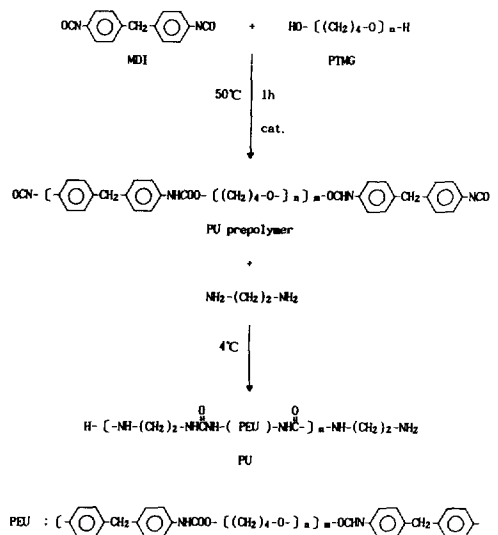 OCN- -CH2- -NCO + HO- [(CH2)4-O] n-H
MDI PTMG
50℃ 1h
cat.
OCN- [- -CH2- -NHCOO- [(CH2)4-O-] n] m-OCHN- -CH2- -NCO
PU prepolymer
+
NH2-(CH2)2-NH2
4℃
O O
H- [-NH-(CH2)2-NHCNH-( PEU )-NHC-] m-NH-(CH2)2-NH2
PU
PEU : [- -CH2- -NHCOO- [(CH2)4-O-] n] m-OCHN- -CH2- -